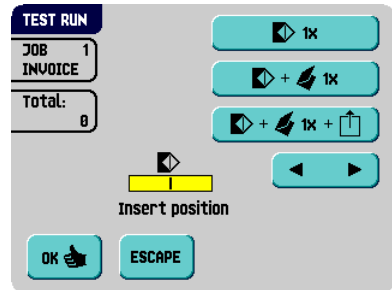 TEST RUN
JOB 1
INVOICE
Total:
0
1x
+ 1x
+ 1x +
Insert position
OK
ESCAPE